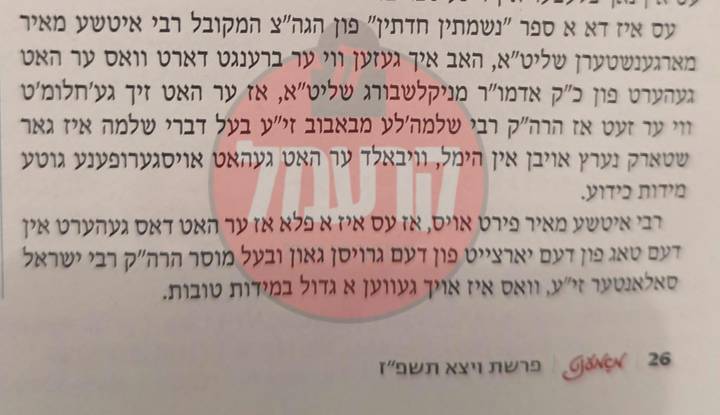 עס איז דא א ספר "נשמתין חדתין" פון הגה"צ המקובל רבי איטשע מאיר
מארגענשטערן שליט"א, האב איך געזען ווי ער ברענגט דארט וואס ער האט
געהערט פון כ"ק אדמו"ר מניקלשבורג שליט"א, אז ער האט זיך גע'חלומ'ט
ווי ער זעט אז הרה"ק רבי שלמה'לע מבאבוב זי"ע בעל דברי שלמה איז גאר
שטארק נערץ אויבן אין הימל, וויבאלד ער האט געהאט אויסגערופענע גוטע
מידות כידוע.
רבי איטשע מאיר פירט אויס, אז עס איז א פלא אז ער האט דאס געהערט אין
דעם טאג פון דעם יארצייט פון דעם גרויסן גאון ובעל מוסר הרה"ק רבי ישראל
סאלאנטער זי"ע, וואס איז אויך געווען א גדול במידות טובות.
קרעמל
26 מאמענט פרשת ויצא תשפ"ז